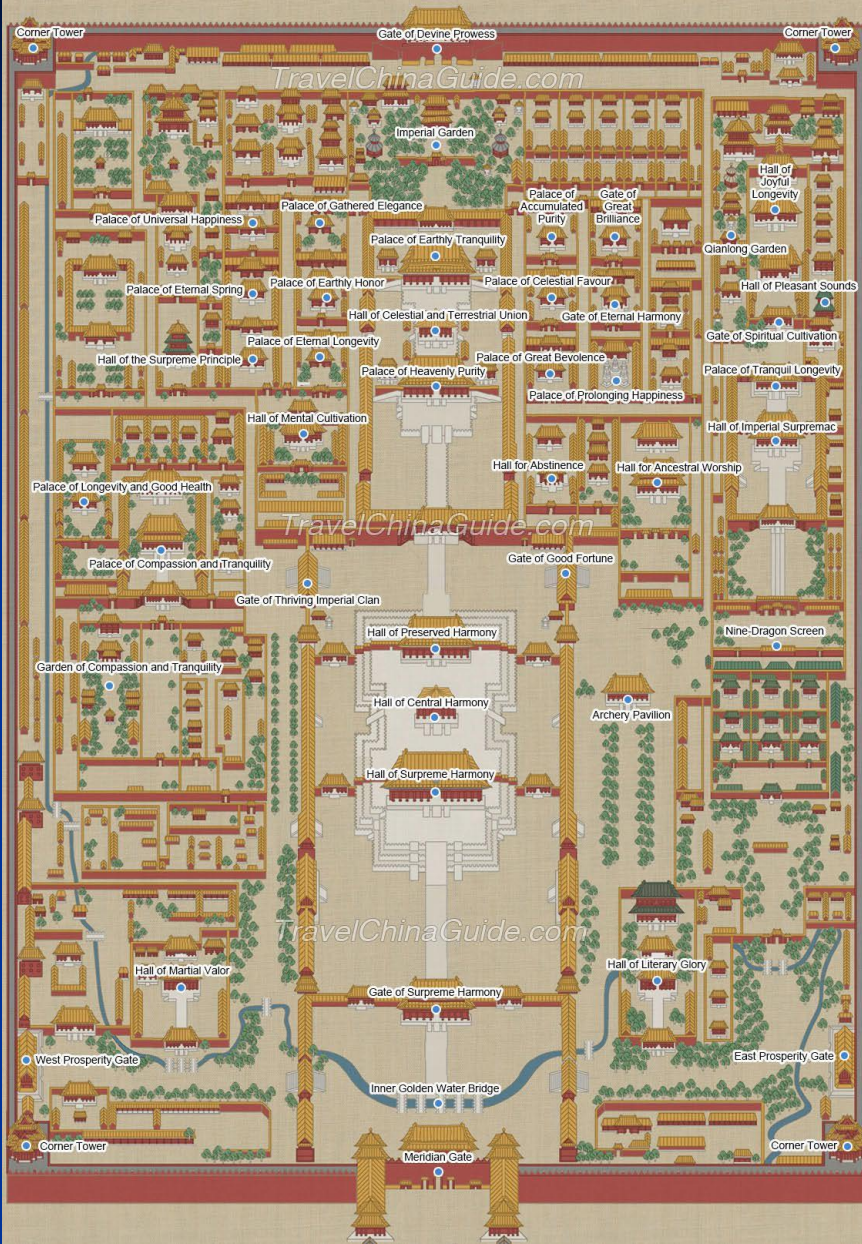 Corner Tower
Gate of Devine Prowess
Corner Tower
TravelChinaGuide.com
Imperial Garden
Hall of
Joyful
Longevity
Palace of
Accumulated
Purity
Gate of
Great
Brilliance
Palace of Gathered Elegance
Palace of Universal Happiness
Palace of Earthly Tranquility
Qianlong Garden
Palace of Eternal Spring
Palace of Earthly Honor
Palace of Celestial Favour
Hall of Pleasant Sounds
Hall of Celestial and Terrestrial Union
Gate of Eternal Harmony
Gate of Spiritual Cultivation
Palace of Eternal Longevity
Hall of the Surpreme Principle
Palace of Great Bevolence
Palace of Heavenly Purity
Palace of Tranquil Longevity
Palace of Prolonging Happiness
Hall of Mental Cultivation
Hall of Imperial Surpremac
Hall for Abstinence
Hall for Ancestral Worship
Palace of Longevity and Good Health
TravelChinaGuide.com
Palace of Compassion and Tranquility
Gate of Good Fortune
Gate of Thriving Imperial Clan
Hall of Preserved Harmony
Nine-Dragon Screen
Garden of Compassion and Tranquility
Hall of Central Harmony
Archery Pavilion
Hall of Surpreme Harmony
TravelChinaGuide.com
Hall of Martial Valor
Hall of Literary Glory
Gate of Surpreme Harmony
West Prosperity Gate
East Prosperity Gate
Inner Golden Water Bridge
Corner Tower
Meridian Gate
Corner Tower